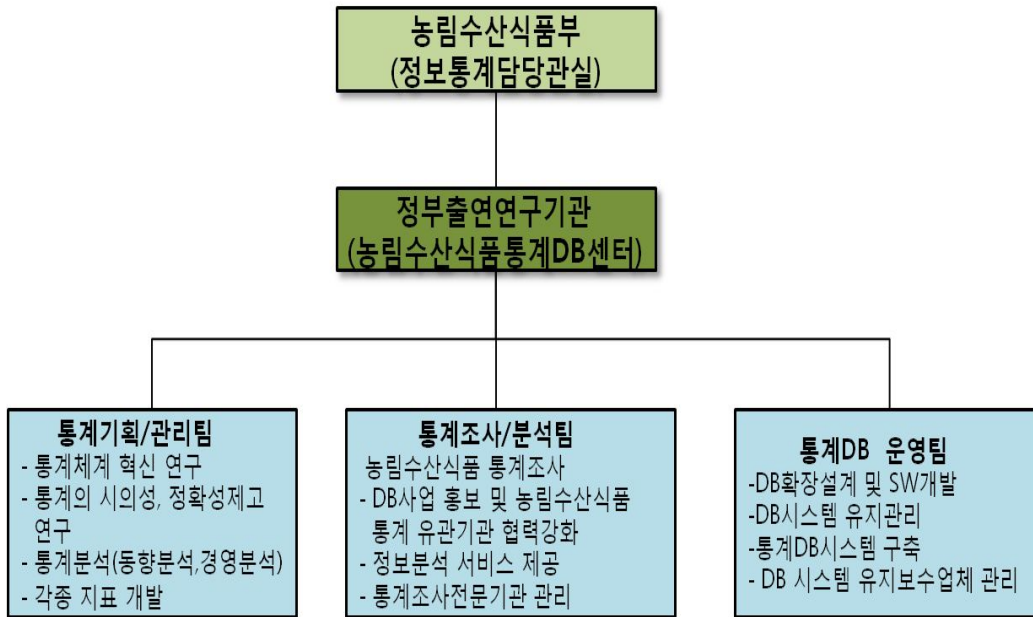 농림수산식품부
(정보통계담당관실)
정부출연연구기관
(농림수산식품통계DB센터)
통계기획/관리팀
- 통계체계 혁신 연구
- 통계의 시의성, 정확성제고
연구
- 통계분석(동향분석,경영분석)
- 각종 지표 개발
통계조사/분석팀
농림수산식품 통계조사
- DB사업 홍보 및 농림수산식품
통계 유관기관 협력강화
- 정보분석 서비스 제공
- 통계조사전문기관 관리
통계DB 운영팀
-DB확장설계 및 SW개발
-DB시스템 유지관리
-통계DB시스템 구축
- DB 시스템 유지보수업체 관리